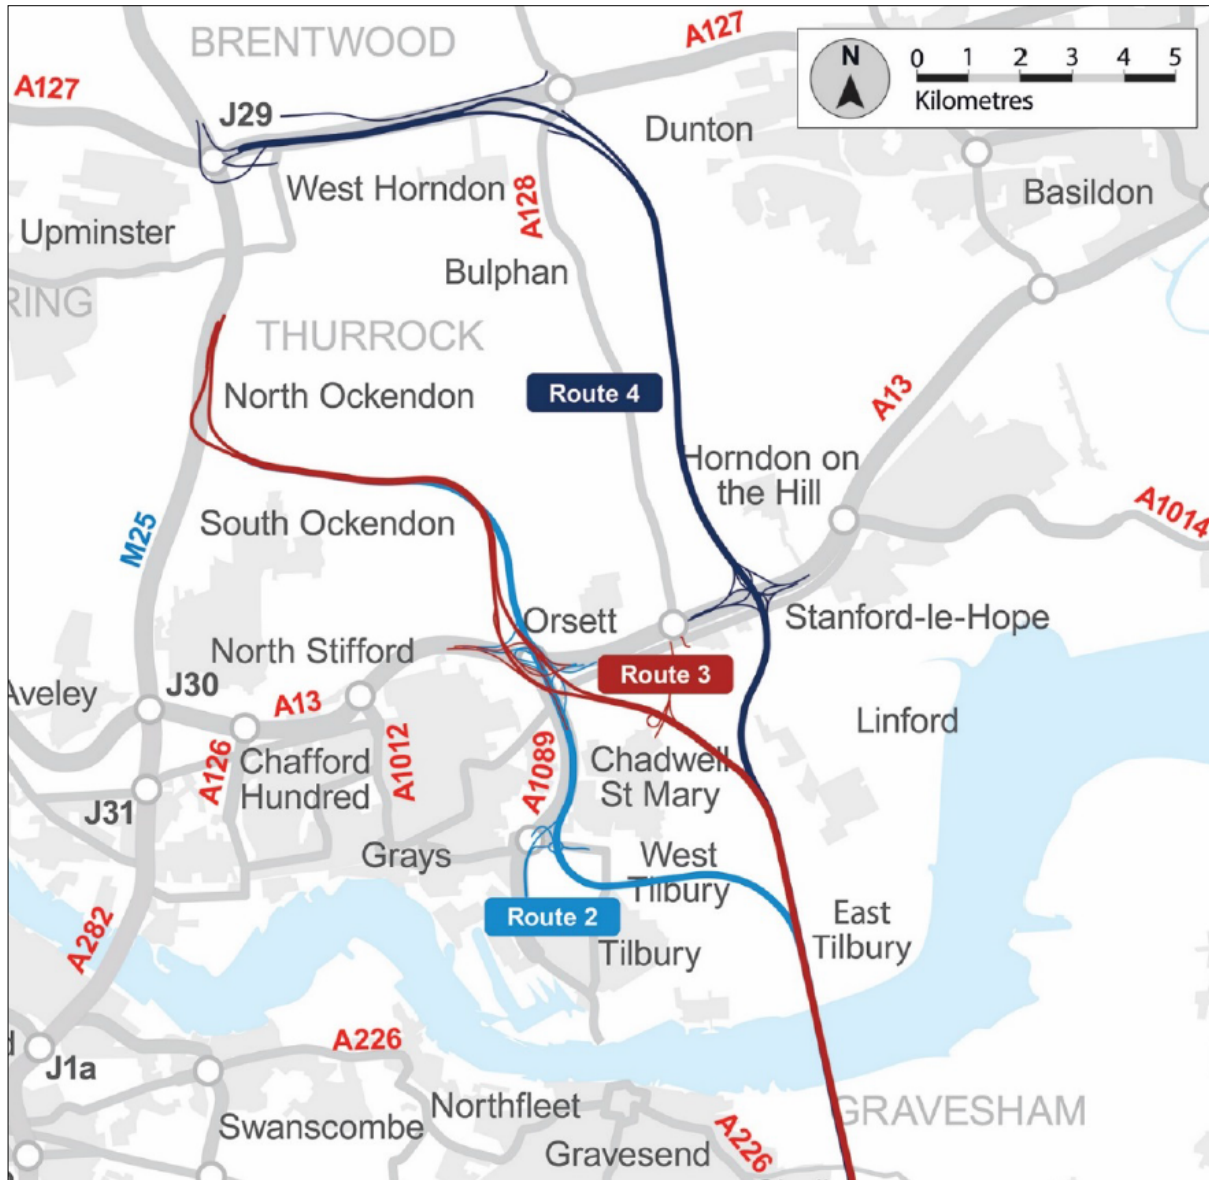 BRENTWOOD
A127
A127
N
0 1 2 3 4 5
Kilometres
J29
Dunton
West Horndon
A128
Basildon
Upminster
Bulphan
RING
THURROCK
North Ockendon
Route 4
A13
Horndon on
the Hill
A1014
M25
South Ockendon
Orsett
Stanford-le-Hope
North Stifford
Route 3
J30
Aveley
A13
Linford
A126
Chafford
Hundred
A1012
A1089
Chadwell
St Mary
J31
Grays
West
Tilbury
Route 2
East
Tilbury
A282
Tilbury
A226
J1a
Northfleet
GRAVESHAM
Swanscombe
Gravesend
A226